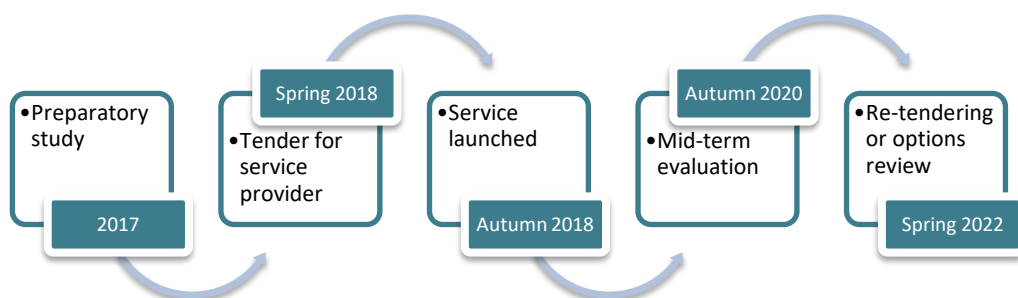 •Preparatory
study
2017
Spring 2018
•Tender for
service
provider
•Service
launched
Autumn 2018
Autumn 2020
•Mid-term
evaluation
•Re-tendering
or options
review
Spring 2022